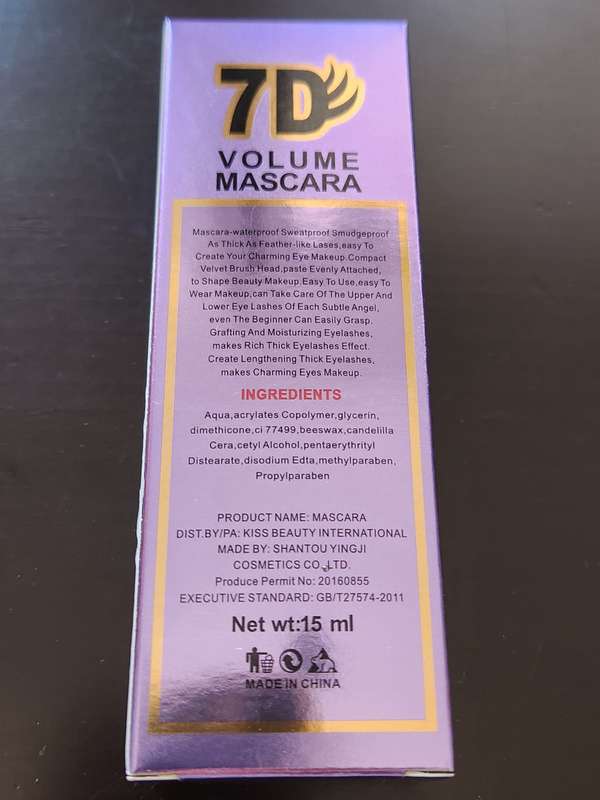 7D
VOLUME
MASCARA
Mascara-waterproof Sweatproof Smudgeproof
As Thick As Feather-like Lases,easy To
Create Your Charming Eye Makeup.Compact
Velvet Brush Head,paste Evenly Attached,
to Shape Beauty Makeup.Easy To Use,easy To
Wear Makeup,can Take Care Of The Upper And
Lower Eye Lashes Of Each Subtle Angel,
even The Beginner Can Easily Grasp.
Grafting And Moisturizing Eyelashes,
makes Rich Thick Eyelashes Effect.
Create Lengthening Thick Eyelashes,
makes Charming Eyes Makeup.
INGREDIENTS
Aqua,acrylates Copolymer,glycerin,
dimethicone,ci 77499,beeswax,candelilla
Cera,cetyl Alcohol,pentaerythrityl
Distearate,disodium Edta,methylparaben,
Propylparaben
PRODUCT NAME: MASCARA
DIST.BY/PA: KISS BEAUTY INTERNATIONAL
MADE BY: SHANTOU YINGJI
COSMETICS CO.,LTD.
Produce Permit No: 20160855
EXECUTIVE STANDARD: GB/T27574-2011
Net wt:15 ml
MADE IN CHINA